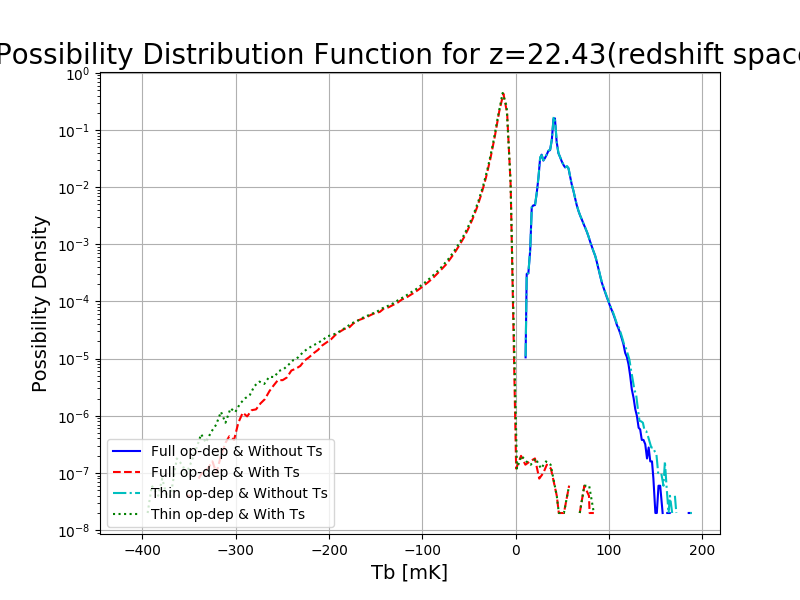 Possibility Distribution Function for z=22.43(redshift space
10⁰
10⁻¹
10⁻²
10⁻³
10⁻⁴
10⁻⁵
10⁻⁶
10⁻⁷
10⁻⁸
Possibility Density
Full op-dep & Without Ts
Full op-dep & With Ts
Thin op-dep & Without Ts
Thin op-dep & With Ts
−400 −300 −200 −100 0 100 200
Tb [mK]